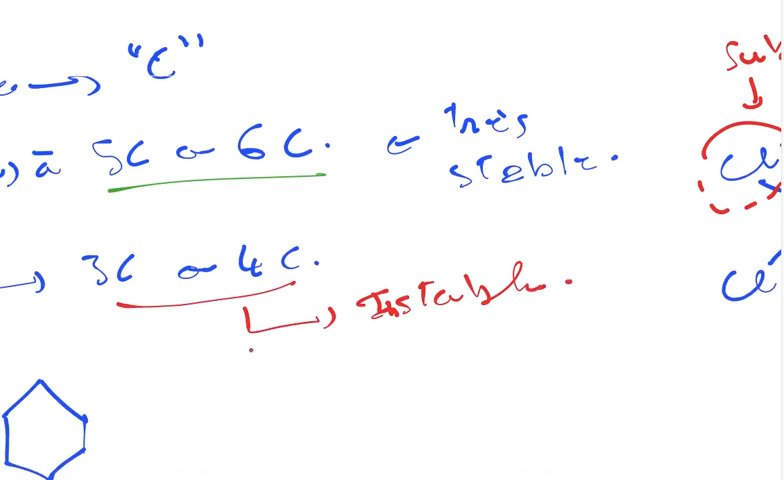 → "C"
à 5C ou 6C. ← très
stable.
→ 3C ou 4C.
↳ Instable.